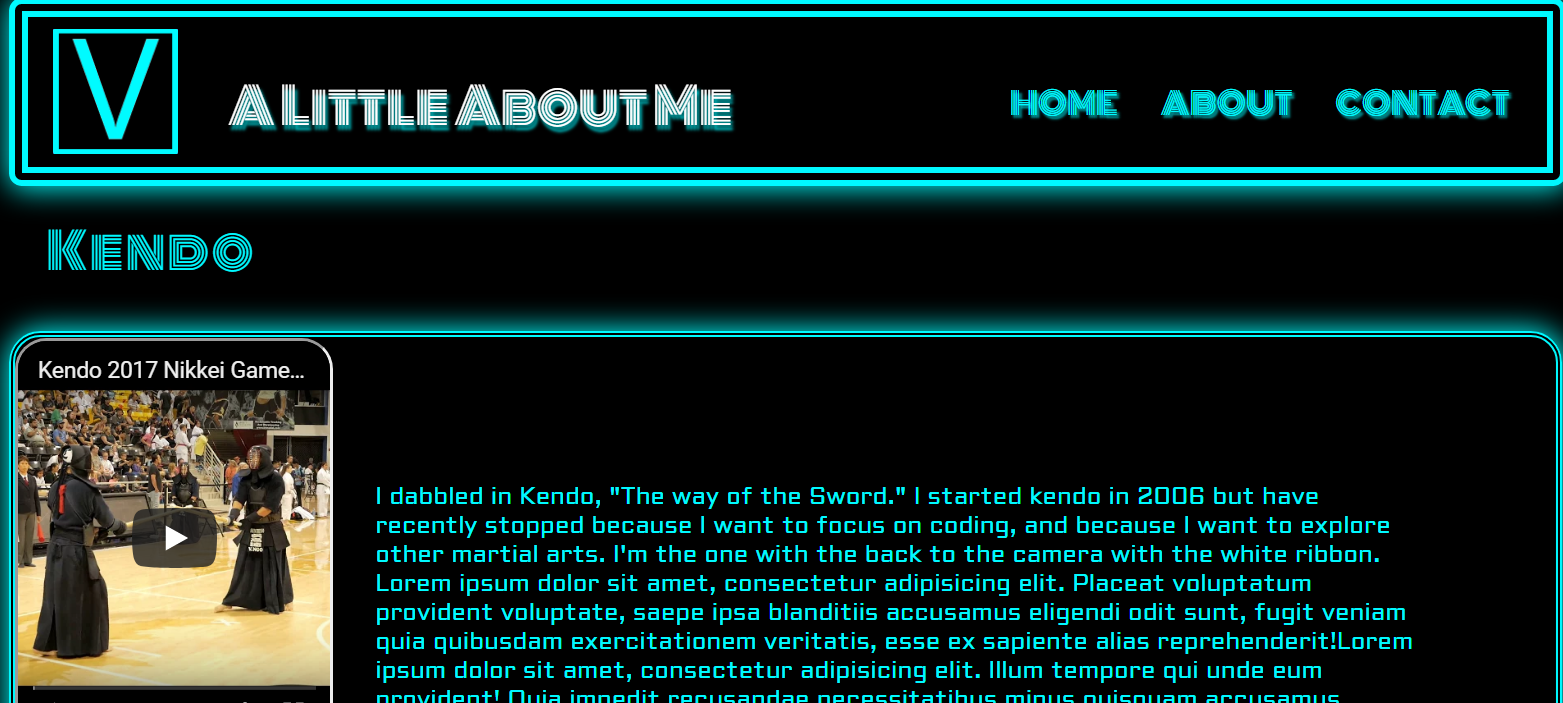 V
A Little About Me
HOME
ABOUT
CONTACT
Kendo
Kendo 2017 Nikkei Game...
I dabbled in Kendo, "The way of the Sword." I started kendo in 2006 but have
recently stopped because I want to focus on coding, and because I want to explore
other martial arts. I'm the one with the back to the camera with the white ribbon.
Lorem ipsum dolor sit amet, consectetur adipisicing elit. Placeat voluptatum
provident voluptate, saepe ipsa blanditiis accusamus eligendi odit sunt, fugit veniam
quia quibusdam exercitationem veritatis, esse ex sapiente alias reprehenderit!Lorem
ipsum dolor sit amet, consectetur adipisicing elit. Illum tempore qui unde eum
provident! Quia impedit recusandae necessitatibus minus quisquam accusamus